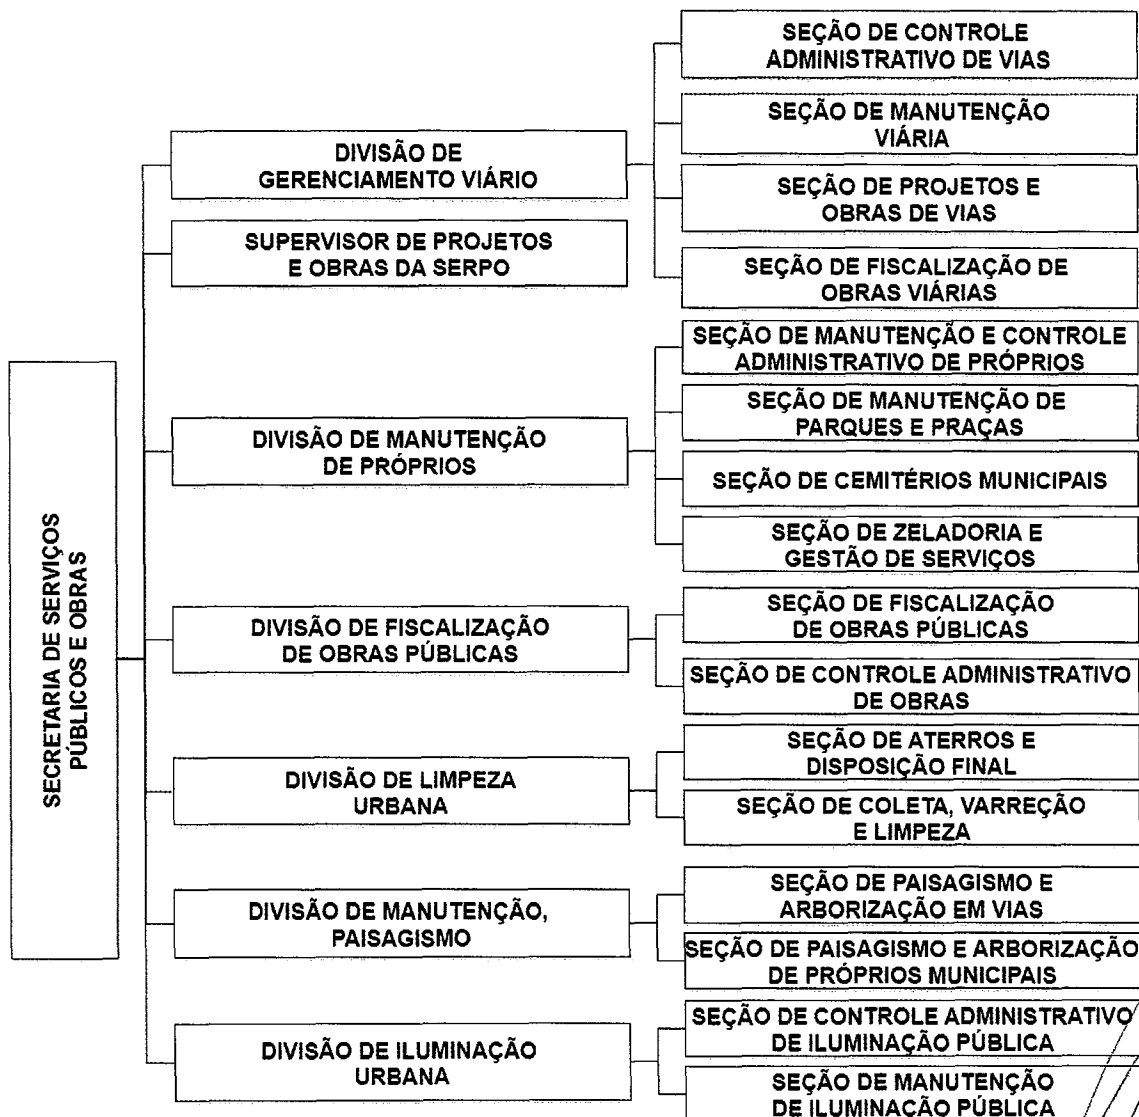 SECRETARIA DE SERVIÇOS
PÚBLICOS E OBRAS
DIVISÃO DE
GERENCIAMENTO VIÁRIO
SEÇÃO DE CONTROLE
ADMINISTRATIVO DE VIAS
SEÇÃO DE MANUTENÇÃO
VIÁRIA
SEÇÃO DE PROJETOS E
OBRAS DE VIAS
SEÇÃO DE FISCALIZAÇÃO DE
OBRAS VIÁRIAS
SUPERVISOR DE PROJETOS
E OBRAS DA SERPO
DIVISÃO DE MANUTENÇÃO
DE PRÓPRIOS
SEÇÃO DE MANUTENÇÃO E CONTROLE
ADMINISTRATIVO DE PRÓPRIOS
SEÇÃO DE MANUTENÇÃO DE
PARQUES E PRAÇAS
SEÇÃO DE CEMITÉRIOS MUNICIPAIS
SEÇÃO DE ZELADORIA E
GESTÃO DE SERVIÇOS
DIVISÃO DE FISCALIZAÇÃO
DE OBRAS PÚBLICAS
SEÇÃO DE FISCALIZAÇÃO
DE OBRAS PÚBLICAS
SEÇÃO DE CONTROLE ADMINISTRATIVO
DE OBRAS
DIVISÃO DE LIMPEZA
URBANA
SEÇÃO DE ATERROS E
DISPOSIÇÃO FINAL
SEÇÃO DE COLETA, VARREÇÃO
E LIMPEZA
DIVISÃO DE MANUTENÇÃO,
PAISAGISMO
SEÇÃO DE PAISAGISMO E
ARBORIZAÇÃO EM VIAS
SEÇÃO DE PAISAGISMO E ARBORIZAÇÃO
DE PRÓPRIOS MUNICIPAIS
DIVISÃO DE ILUMINAÇÃO
URBANA
SEÇÃO DE CONTROLE ADMINISTRATIVO
DE ILUMINAÇÃO PÚBLICA
SEÇÃO DE MANUTENÇÃO
DE ILUMINAÇÃO PÚBLICA